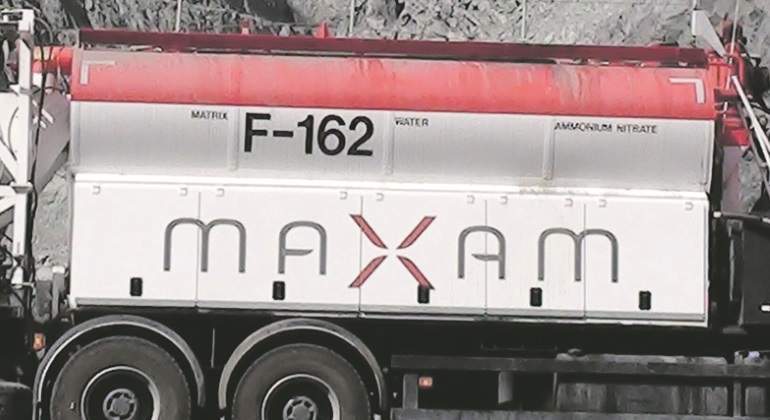 MATRIX
F-162
WATER
AMMONIUM NITRATE
MAXAM